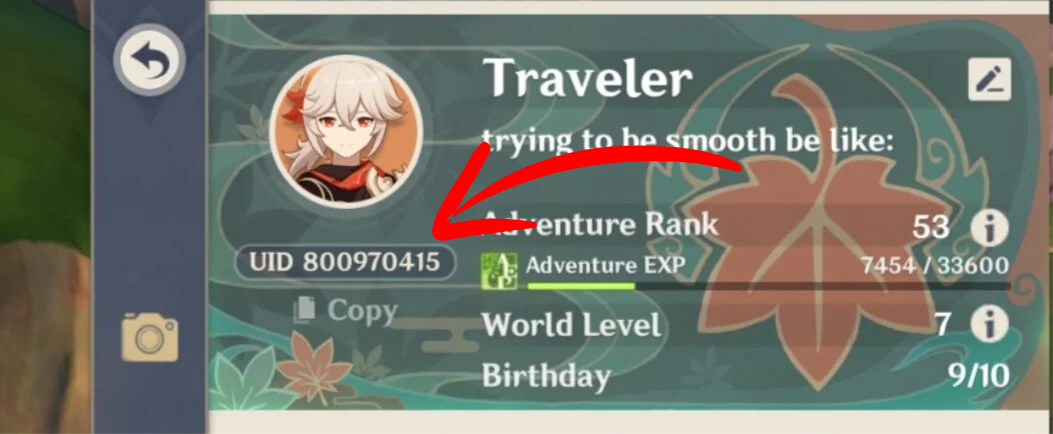 Traveler
trying to be smooth be like:
UID 800970415
Copy
Adventure Rank 53
Adventure EXP 7454 / 33600
World Level 7
Birthday 9/10